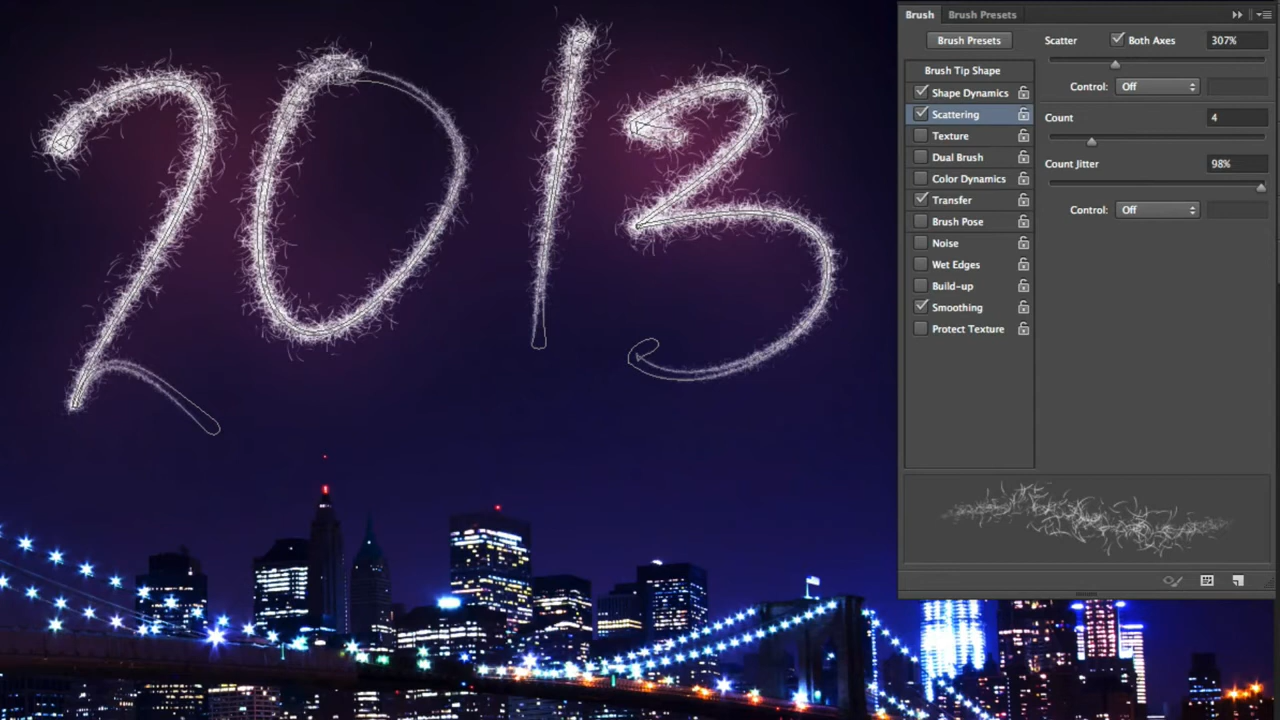 2013
Brush Brush Presets
Brush Presets
Scatter Both Axes 307%
Brush Tip Shape
Control: Off
Shape Dynamics
Scattering
Count 4
Texture
Dual Brush
Count Jitter 98%
Color Dynamics
Transfer
Control: Off
Brush Pose
Noise
Wet Edges
Build-up
Smoothing
Protect Texture